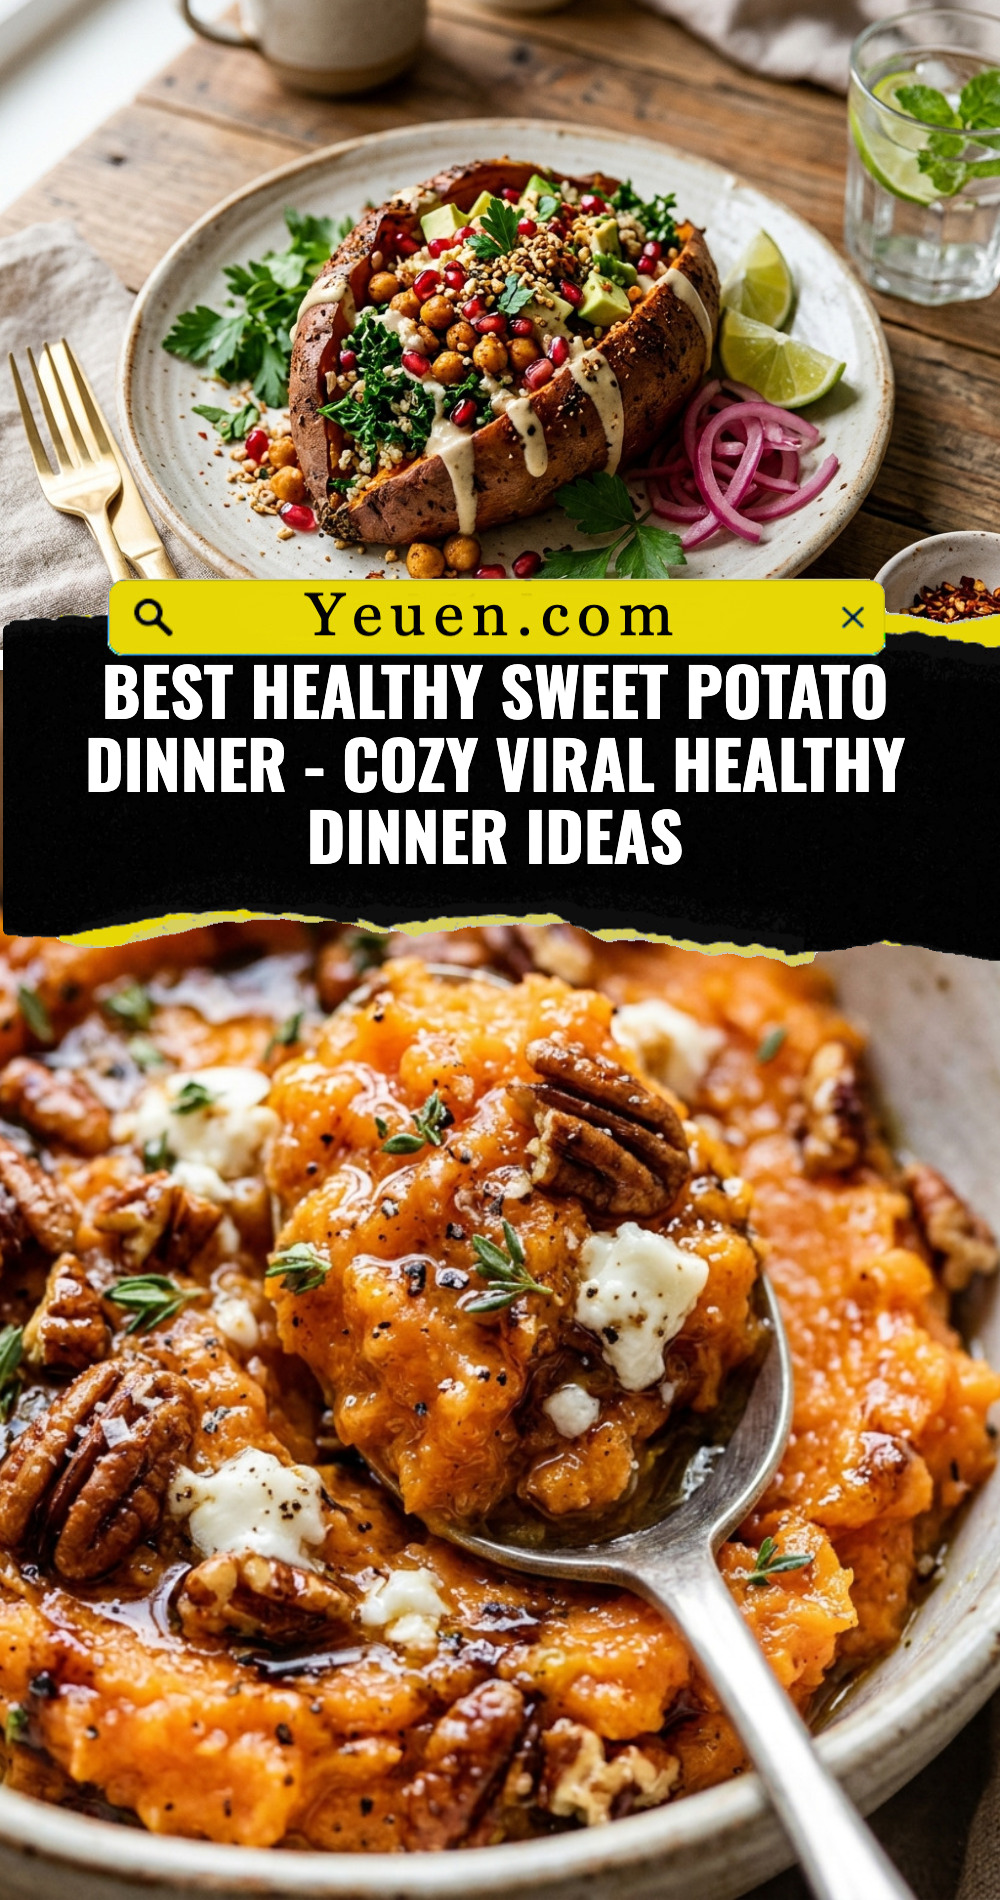 Yeuen.com
BEST HEALTHY SWEET POTATO
DINNER - COZY VIRAL HEALTHY
DINNER IDEAS